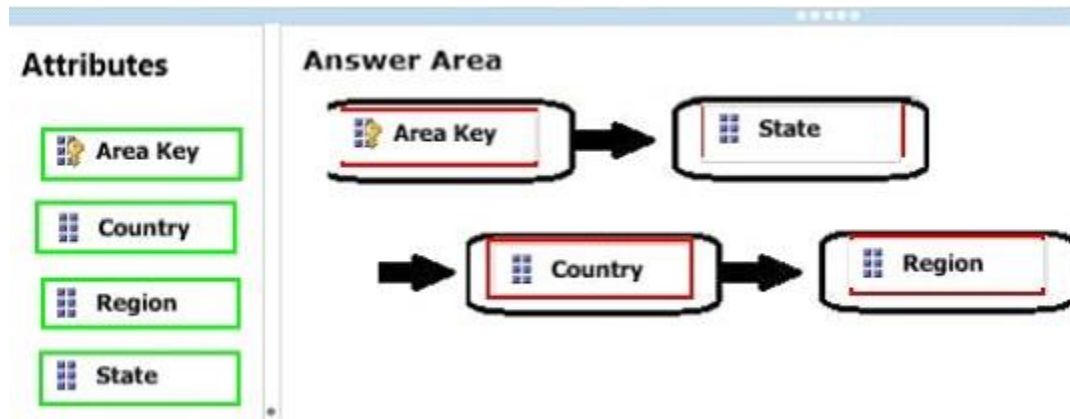 Attributes
Area Key
Country
Region
State
Answer Area
Area Key
State
Country
Region